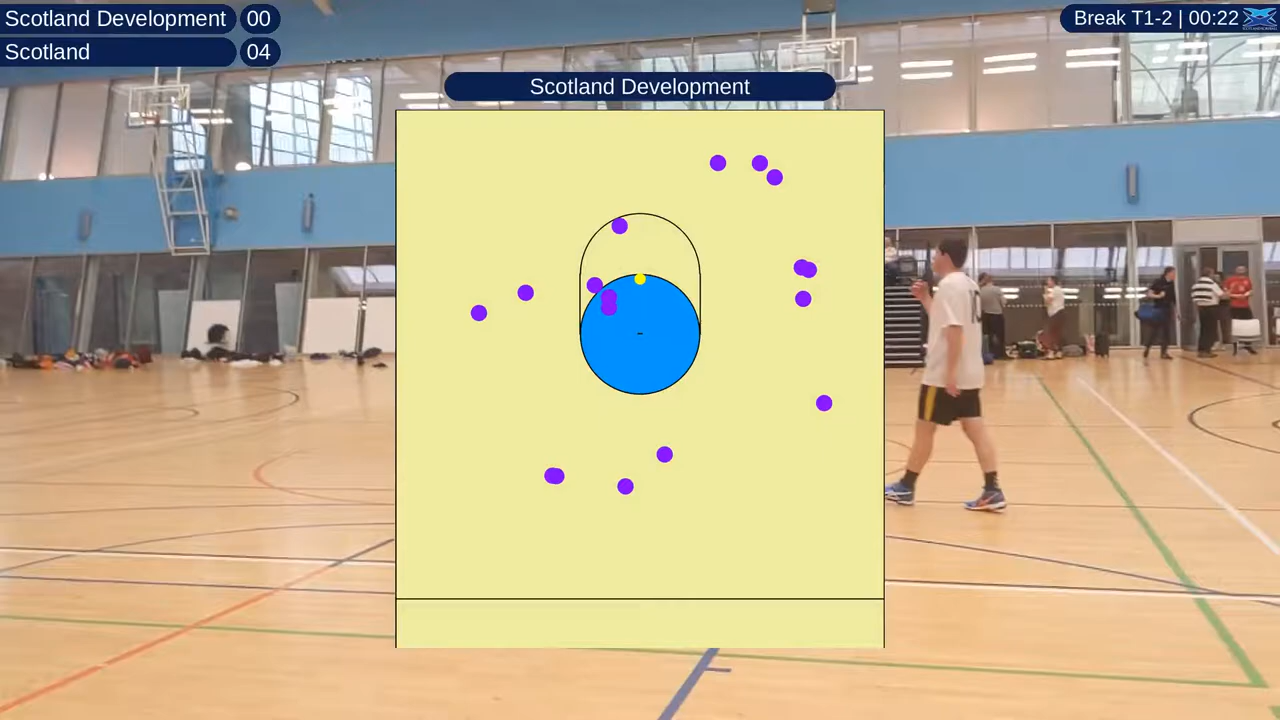 Scotland Development 00
Scotland 04
Break T1-2 | 00:22
Scotland Development